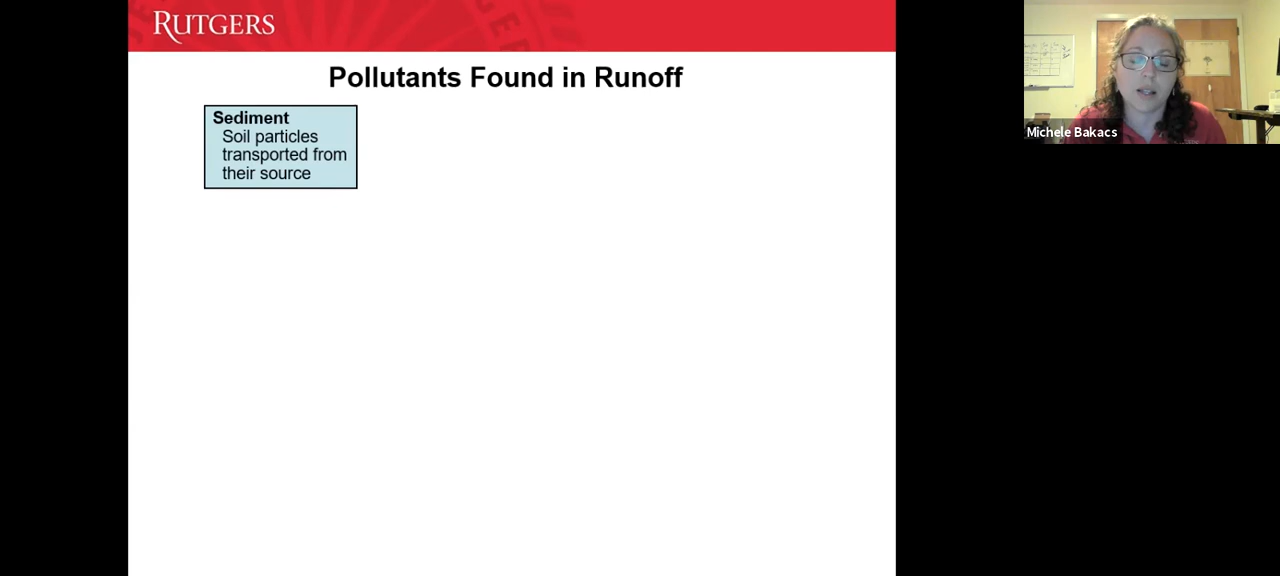 RUTGERS
Pollutants Found in Runoff
Sediment
Soil particles
transported from
their source
Michele Bakacs